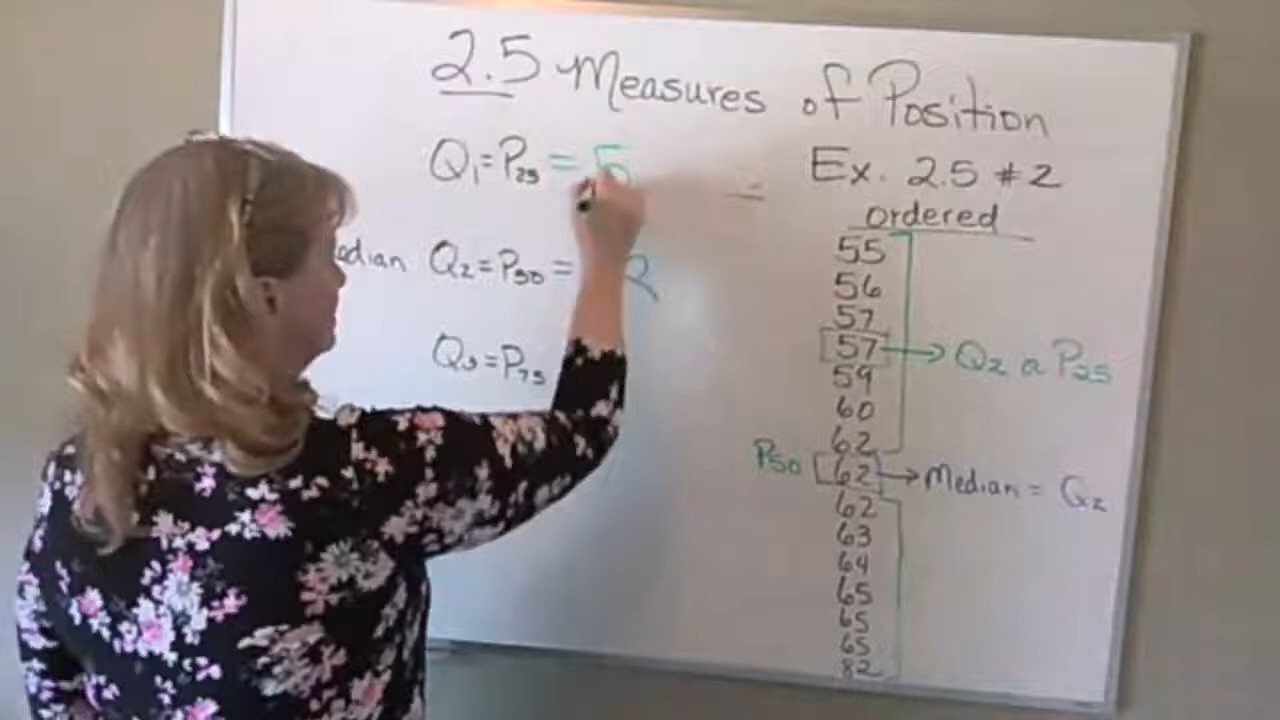 2.5 Measures of Position
Q₁=P₂₅ = 5
Q₂=P₅₀ = 2
Q₃=P₇₅
Ex. 2.5 #2
ordered
55
56
57
57 → Q₂ a P₂₅
59
60
62
P₅₀ 62 → Median = Q₂
62
63
64
65
65
65
82